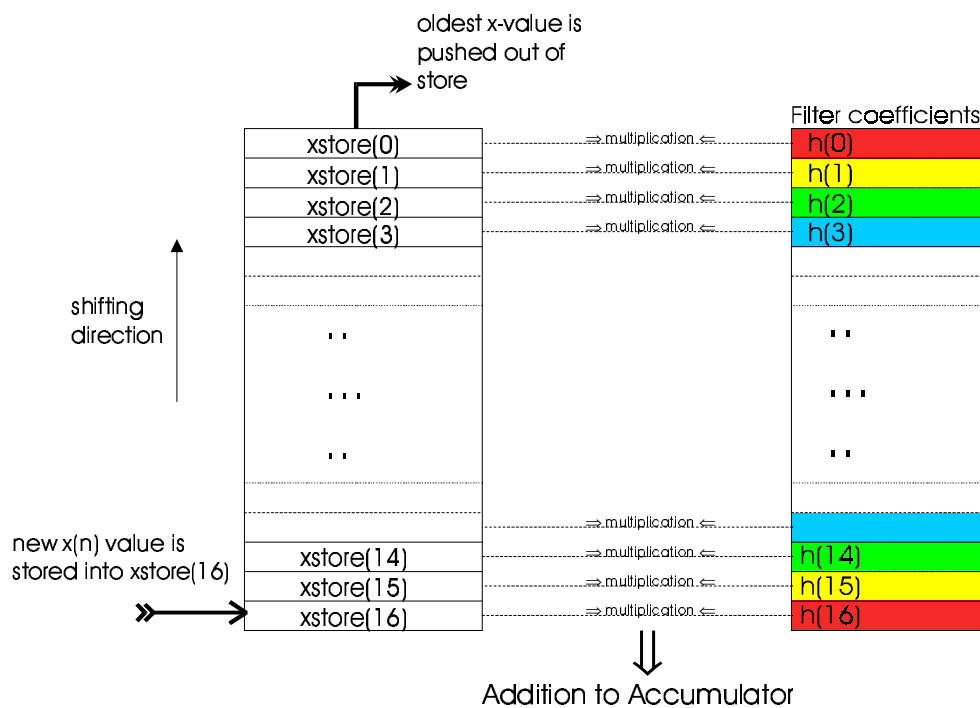 oldest x-value is
pushed out of
store
Filter coefficients
xstore(0) ⇒ multiplication ⇐ h(0)
xstore(1) ⇒ multiplication ⇐ h(1)
xstore(2) ⇒ multiplication ⇐ h(2)
xstore(3) ⇒ multiplication ⇐ h(3)
shifting
direction
.. ..
... ...
.. ..
⇒ multiplication ⇐
new x(n) value is
stored into xstore(16)
xstore(14) ⇒ multiplication ⇐ h(14)
xstore(15) ⇒ multiplication ⇐ h(15)
xstore(16) ⇒ multiplication ⇐ h(16)
Addition to Accumulator